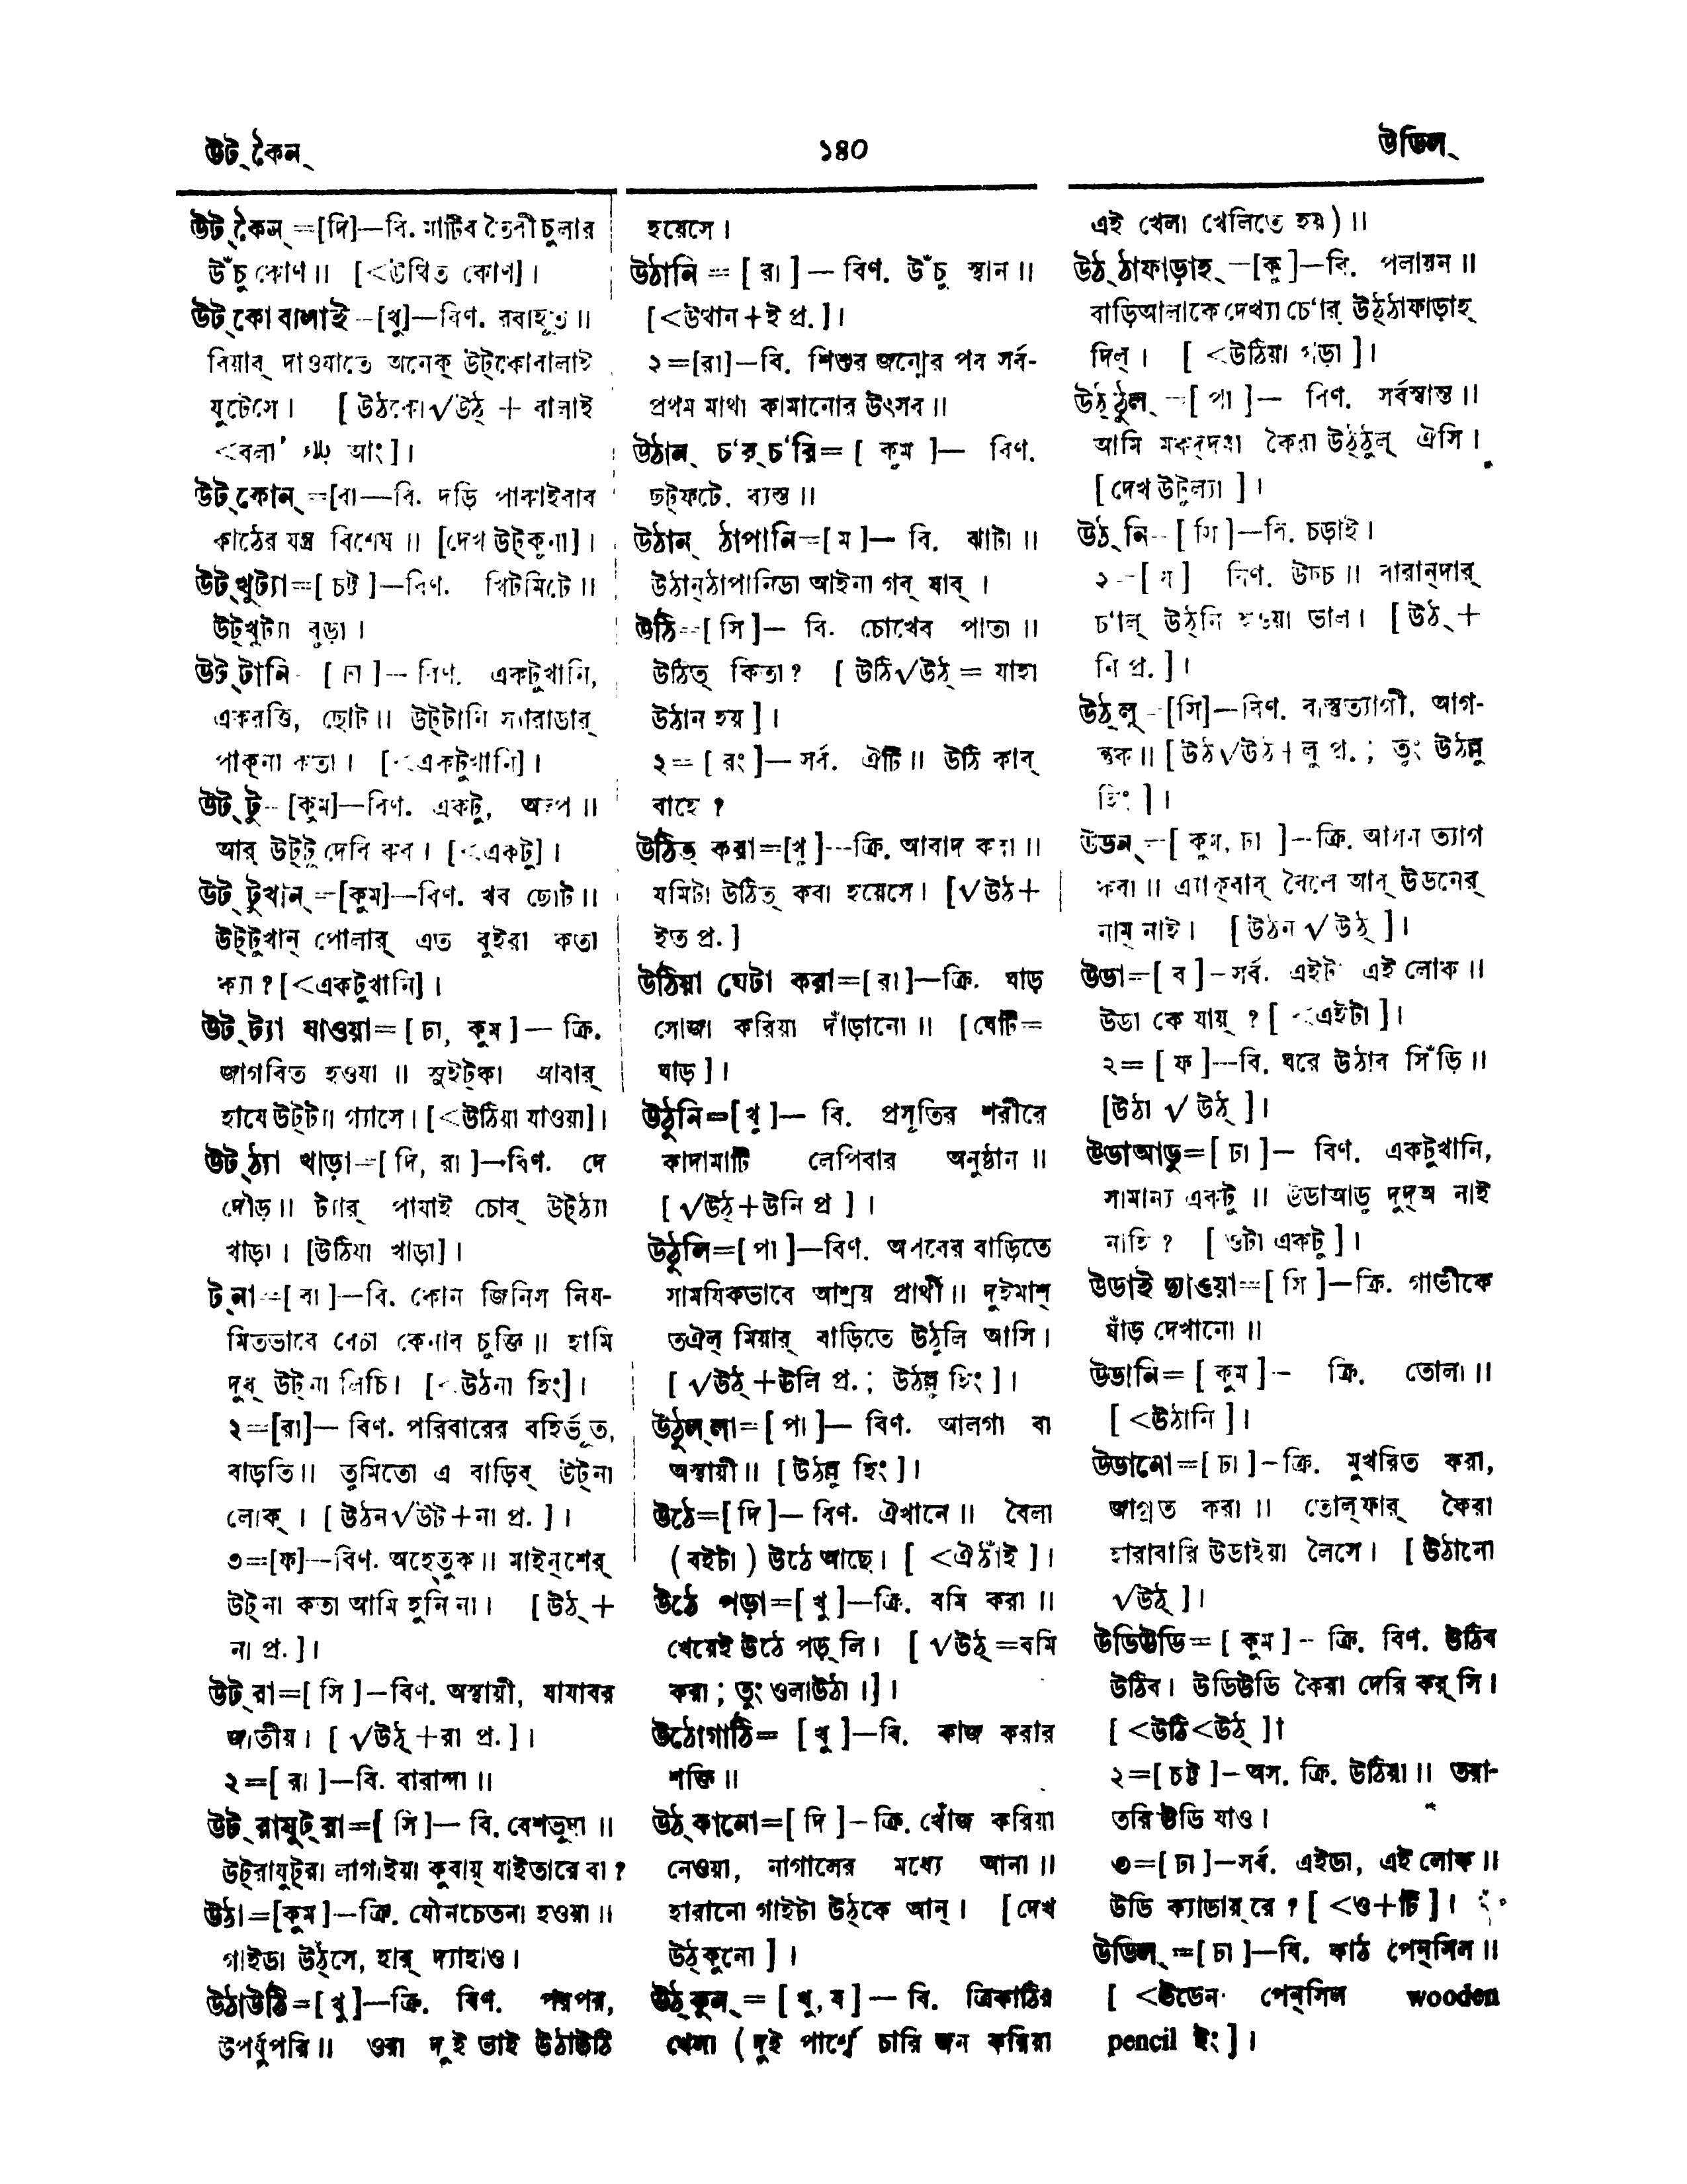 উট্‌কৈন্
১৪০
উডিল্
উট্‌কৈন্=[দি]—বি. মাটির তৈরী চুলার
উঁচু কোণ॥ [<উত্থিত কোণ]।
উট্‌কো বালাই—[খু]—বিণ. রবাহূত॥
বিয়ার্ দাওয়াতে অনেক্ উট্‌কোবালাই
যুটেসে। [উঠকো√উঠ্ + বালাই
<বলা' بلاء আং]।
উট্‌কোন্=[রা—বি. দড়ি পাকাইবার
কাঠের যন্ত্র বিশেষ॥ [দেখ উট্‌কুনা]।
উট্‌খুট্যা=[চট্ট]—বিণ. খিটমিটে॥
উট্‌খুট্যা বুড়া।
উট্‌টানি- [ঢা]—বিণ. একটুখানি,
একরত্তি, ছোট॥ উট্‌টানি স্যারাডার্
পাক্‌না কতা। [<একটুখানি]।
উট্‌টু—[কুম]—বিণ. একটু, অল্প॥
আর্ উট্‌টু দেরি কর। [<একটু]।
উট্‌টুখান্=[কুম]—বিণ. খুব ছোট॥
উট্‌টুখান্ পোলার্ এত বুইরা কতা
ক্যা? [<একটুখানি]।
উট্‌ট্যা যাওয়া=[ঢা, কুম]— ক্রি.
জাগরিত হওয়া॥ সুইট্‌কা আবার্
হাযে উট্‌ট্যা গ্যাসে। [<উঠিয়া যাওয়া]।
উট্‌ঠ্যা খাড়া=[দি, রা]—বিণ. দে
দৌড়॥ ট্যার্ পায়াই চোর্ উট্‌ঠ্যা
খাড়া। [উঠিয়া খাড়া]।
ট্‌না=[রা]—বি. কোন জিনিস নিয়-
মিতভাবে বেচা কেনার চুক্তি॥ হামি
দুধ্ উট্‌না লিচি। [<উঠনা হিং]।
২=[রা]— বিণ. পরিবারের বহির্ভূত,
বাড়তি॥ তুমিতো এ বাড়ির্ উট্‌না
লোক্। [উঠন√উট+না প্র.]।
৩=[ফ]—বিণ. অহেতুক॥ মাইন্‌শের্
উট্‌না কতা আমি হুনি না। [উঠ্ +
না প্র.]।
উট্‌রা=[সি]—বিণ. অস্থায়ী, যাযাবর
জাতীয়। [√উঠ্+রা প্র.]।
২=[রা]—বি. বারান্দা॥
উট্‌রাযুট্‌রা=[সি]— বি. বেশভূষা॥
উট্‌রাযুট্‌রা লাগাইয়া কুবায়্ যাইতারে বা?
উঠা=[কুম]—ক্রি. যৌনচেতনা হওয়া॥
গাইডা উঠ্‌সে, হার্ দ্যাহাও।
উঠাউঠি=[খু]—ক্রি. বিণ. পরপর,
উপর্যুপরি॥ ওরা দুই ভাই উঠাউঠি
হয়েসে।
উঠানি=[রা]— বিণ. উঁচু স্থান॥
[<উত্থান+ই প্র.]।
২=[রা]—বি. শিশুর জন্মের পর সর্ব-
প্রথম মাথা কামানোর উৎসব॥
উঠান্ চ'র্‌চ'রি=[কুম]— বিণ.
ছট্‌ফটে, ব্যস্ত॥
উঠান্ ঠাপানি=[ম]— বি. ঝাটা॥
উঠান্‌ঠাপানিডা আইনা গর্ ঝাব্।
উঠি=[সি]— বি. চোখের পাতা॥
উঠিত্ কিতা? [উঠি√উঠ্ = যাহা
উঠান হয়]।
২=[রং]— সর্ব. ঐটি॥ উঠি কার্
বাহে?
উঠিত্ করা=[খু]—ক্রি. আবাদ করা॥
যমিটা উঠিত্ করা হয়েসে। [√উঠ+
ইত প্র.]
উঠিয়া ঘেটা করা=[রা]—ক্রি. ঘাড়
সোজা করিয়া দাঁড়ানো॥ [ঘেটি=
ঘাড়]।
উঠুনি=[খু]— বি. প্রসূতির শরীরে
কাদামাটি লেপিবার অনুষ্ঠান॥
[√উঠ্+উনি প্র]।
উঠুলি=[পা]—বিণ. অপরের বাড়িতে
সাময়িকভাবে আশ্রয় প্রার্থী॥ দুইমাশ্
তঐল্ মিয়ার্ বাড়িতে উঠুলি আসি।
[√উঠ্+উলি প্র.; উঠল্লু হিং]।
উঠুল্‌লা=[পা]— বিণ. আলগা বা
অস্থায়ী॥ [উঠল্লু হিং]।
উঠে=[দি]— বিণ. ঐখানে॥ বৈলা
(বইটা) উঠে আছে। [<ঐঠাঁই]।
উঠে পড়া=[খু]—ক্রি. বমি করা॥
খেয়েই উঠে পড়্‌লি। [√উঠ্=বমি
করা; তুং ওলাউঠা।]।
উঠোগাঠি= [খু]—বি. কাজ করার
শক্তি॥
উঠ্‌কানো=[দি]–ক্রি. খোঁজ করিয়া
নেওয়া, নাগালের মধ্যে আনা॥
হারানো গাইটা উঠ্‌কে আন্। [দেখ
উঠ্‌কুনো]।
উঠ্‌কুন্= [খু, য]— বি. ত্রিকাঠির
খেলা (দুই পার্শ্বে চারি জন করিয়া
এই খেলা খেলিতে হয়)॥
উঠ্‌ঠাফাড়াহ্—[কু]—বি. পলায়ন॥
বাড়িআলাকে দেখ্যা চো'র্ উঠ্‌ঠাফাড়াহ্
দিল্। [<উঠিয়া পড়া]।
উঠ্‌ঠুল্=[পা]— বিণ. সর্বস্বান্ত॥
আমি মকর্‌দমা কৈরা উঠ্‌ঠুল্ ঐসি।
[দেখ উট্টুল্যা]।
উঠ্‌নি—[সি]—বি. চড়াই।
২—[ম] বিণ. উচ্চ॥ বারান্‌দার্
চা'ল্ উঠ্‌নি হওয়া ভাল। [উঠ্+
নি প্র.]।
উঠ্‌লু—[সি]—বিণ. বাস্তুত্যাগী, আগ-
ন্তুক॥ [উঠ√উঠ+লু প্র.; তুং উঠল্লু
হিং]।
উডন্=[কুম, ঢা]—ক্রি. আসন ত্যাগ
করা॥ এ্যাক্‌বার্ বৈলে আর্ উডনের্
নাম্ নাই। [উঠন√উঠ্]।
উডা=[ব]–সর্ব. এইটা এই লোক॥
উডা কে যায়্? [<এইটা]।
২=[ফ]—বি. ঘরে উঠার সিঁড়ি॥
[উঠা√উঠ্]।
উডাআডু=[ঢা]— বিণ. একটুখানি,
সামান্য একটু॥ উডাআডু দুদ্‌অ নাই
নাহি? [ওটা একটু]।
উডাই দ্যাওয়া=[সি]—ক্রি. গাভীকে
ষাঁড় দেখানো॥
উডানি=[কুম]– ক্রি. তোলা॥
[<উঠানি]।
উডানো=[ঢা]–ক্রি. মুখরিত করা,
জাগ্রত করা॥ তোল্‌ফার্ কৈরা
হারাবারি উডাইয়া লৈসে। [উঠানো
√উঠ্]।
উডিউডি=[কুম]–ক্রি. বিণ. উঠিব
উঠিব। উডিউডি কৈরা দেরি কর্‌সি।
[<উঠি<উঠ্]।
২=[চট্ট]–অস. ক্রি. উঠিয়া॥ তরা-
তরি উডি যাও।
৩=[ঢা]—সর্ব. এইডা, এই লোক॥
উডি ক্যাডায়্‌রে? [<ও+টি]।
উডিল্=[ঢা]—বি. কাঠ পেন্‌সিল॥
[<উডেন পেন্‌সিল wooden
pencil ইং]।